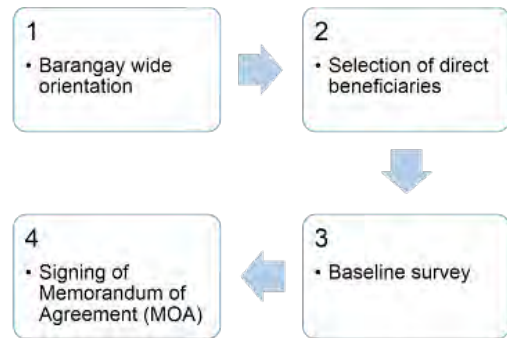 1
• Barangay wide
orientation
2
• Selection of direct
beneficiaries
3
• Baseline survey
4
• Signing of
Memorandum of
Agreement (MOA)